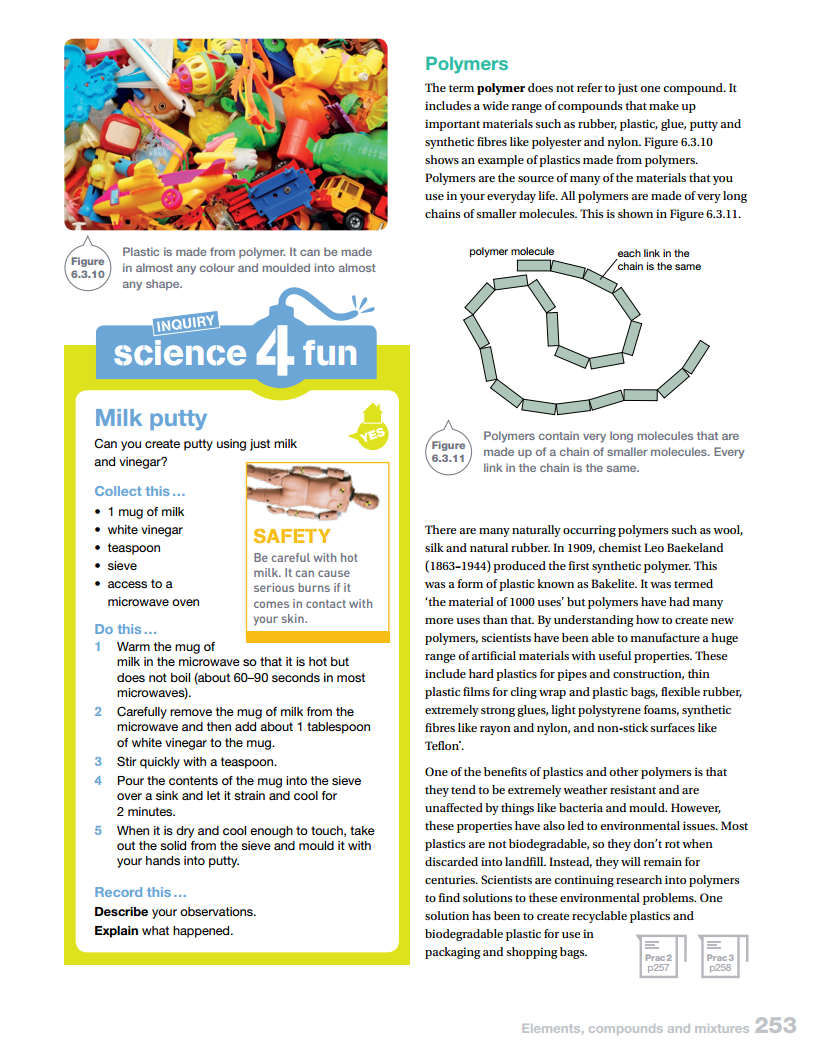 Figure
6.3.10
Plastic is made from polymer. It can be made
in almost any colour and moulded into almost
any shape.
INQUIRY
science 4 fun
Milk putty
YES
Can you create putty using just milk
and vinegar?
Collect this...
• 1 mug of milk
• white vinegar
• teaspoon
• sieve
• access to a
microwave oven
SAFETY
Be careful with hot
milk. It can cause
serious burns if it
comes in contact with
your skin.
Do this...
1 Warm the mug of
milk in the microwave so that it is hot but
does not boil (about 60–90 seconds in most
microwaves).
2 Carefully remove the mug of milk from the
microwave and then add about 1 tablespoon
of white vinegar to the mug.
3 Stir quickly with a teaspoon.
4 Pour the contents of the mug into the sieve
over a sink and let it strain and cool for
2 minutes.
5 When it is dry and cool enough to touch, take
out the solid from the sieve and mould it with
your hands into putty.
Record this...
Describe your observations.
Explain what happened.
Polymers
The term polymer does not refer to just one compound. It
includes a wide range of compounds that make up
important materials such as rubber, plastic, glue, putty and
synthetic fibres like polyester and nylon. Figure 6.3.10
shows an example of plastics made from polymers.
Polymers are the source of many of the materials that you
use in your everyday life. All polymers are made of very long
chains of smaller molecules. This is shown in Figure 6.3.11.
polymer molecule
each link in the
chain is the same
Figure
6.3.11
Polymers contain very long molecules that are
made up of a chain of smaller molecules. Every
link in the chain is the same.
There are many naturally occurring polymers such as wool,
silk and natural rubber. In 1909, chemist Leo Baekeland
(1863–1944) produced the first synthetic polymer. This
was a form of plastic known as Bakelite. It was termed
'the material of 1000 uses' but polymers have had many
more uses than that. By understanding how to create new
polymers, scientists have been able to manufacture a huge
range of artificial materials with useful properties. These
include hard plastics for pipes and construction, thin
plastic films for cling wrap and plastic bags, flexible rubber,
extremely strong glues, light polystyrene foams, synthetic
fibres like rayon and nylon, and non-stick surfaces like
Teflon.
One of the benefits of plastics and other polymers is that
they tend to be extremely weather resistant and are
unaffected by things like bacteria and mould. However,
these properties have also led to environmental issues. Most
plastics are not biodegradable, so they don't rot when
discarded into landfill. Instead, they will remain for
centuries. Scientists are continuing research into polymers
to find solutions to these environmental problems. One
solution has been to create recyclable plastics and
biodegradable plastic for use in
packaging and shopping bags.
Prac 2
p257
Prac 3
p258
Elements, compounds and mixtures 253